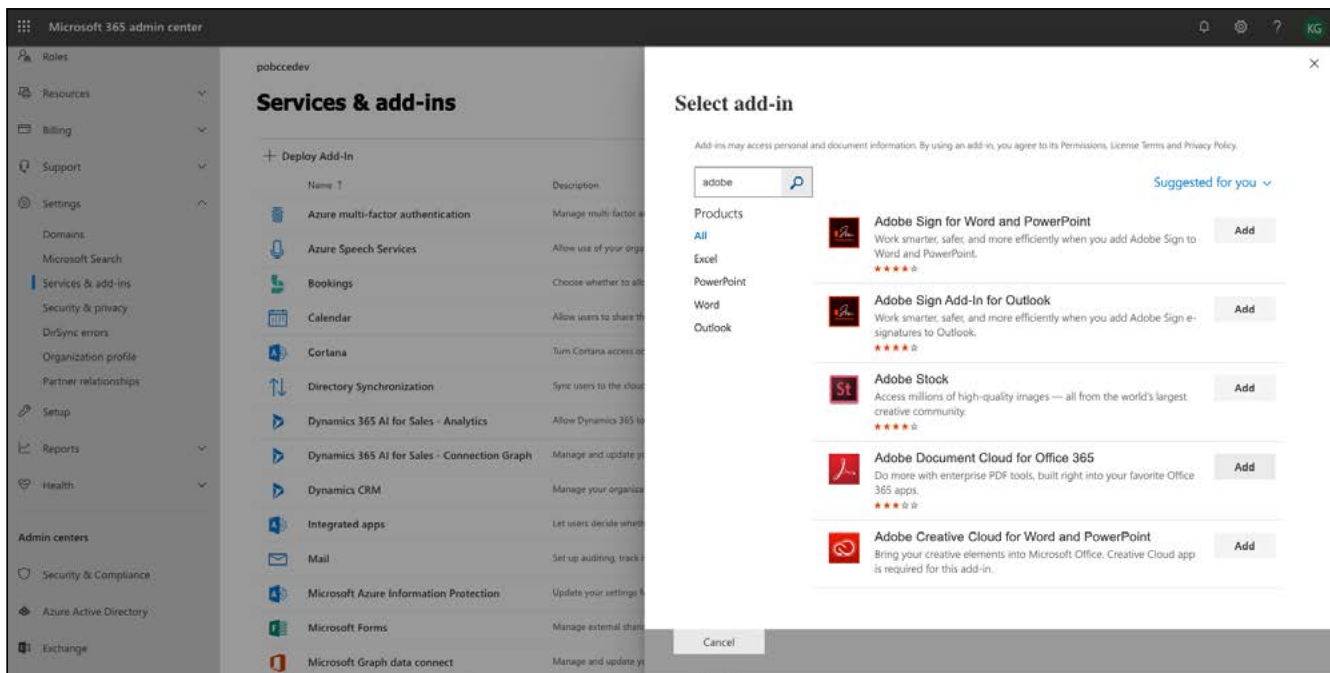 Microsoft 365 admin center
KG
Roles
Resources
Billing
Support
Settings
Domains
Microsoft Search
Services & add-ins
Security & privacy
DirSync errors
Organization profile
Partner relationships
Setup
Reports
Health
Admin centers
Security & Compliance
Azure Active Directory
Exchange
pobccedev
Services & add-ins
Deploy Add-In
Name ↑ Description
Azure multi-factor authentication Manage multi-factor
Azure Speech Services Allow use of your orga
Bookings Choose whether to all
Calendar Allow users to share th
Cortana Turn Cortana access or
Directory Synchronization Sync users to the cloud
Dynamics 365 AI for Sales - Analytics Allow Dynamics 365 to
Dynamics 365 AI for Sales - Connection Graph Manage and update yo
Dynamics CRM Manage your organiza
Integrated apps Let users decide wheth
Mail Set up auditing, track
Microsoft Azure Information Protection Update your settings
Microsoft Forms Manage external shari
Microsoft Graph data connect Manage and update yo
Select add-in
Add-ins may access personal and document information. By using an add-in, you agree to its Permissions, License Terms and Privacy Policy.
adobe
Suggested for you
Products
All
Excel
PowerPoint
Word
Outlook
Adobe Sign for Word and PowerPoint
Work smarter, safer, and more efficiently when you add Adobe Sign to
Word and PowerPoint.
Add
Adobe Sign Add-In for Outlook
Work smarter, safer, and more efficiently when you add Adobe Sign e-
signatures to Outlook.
Add
St
Adobe Stock
Access millions of high-quality images — all from the world's largest
creative community.
Add
Adobe Document Cloud for Office 365
Do more with enterprise PDF tools, built right into your favorite Office
365 apps.
Add
Adobe Creative Cloud for Word and PowerPoint
Bring your creative elements into Microsoft Office. Creative Cloud app
is required for this add-in.
Add
Cancel